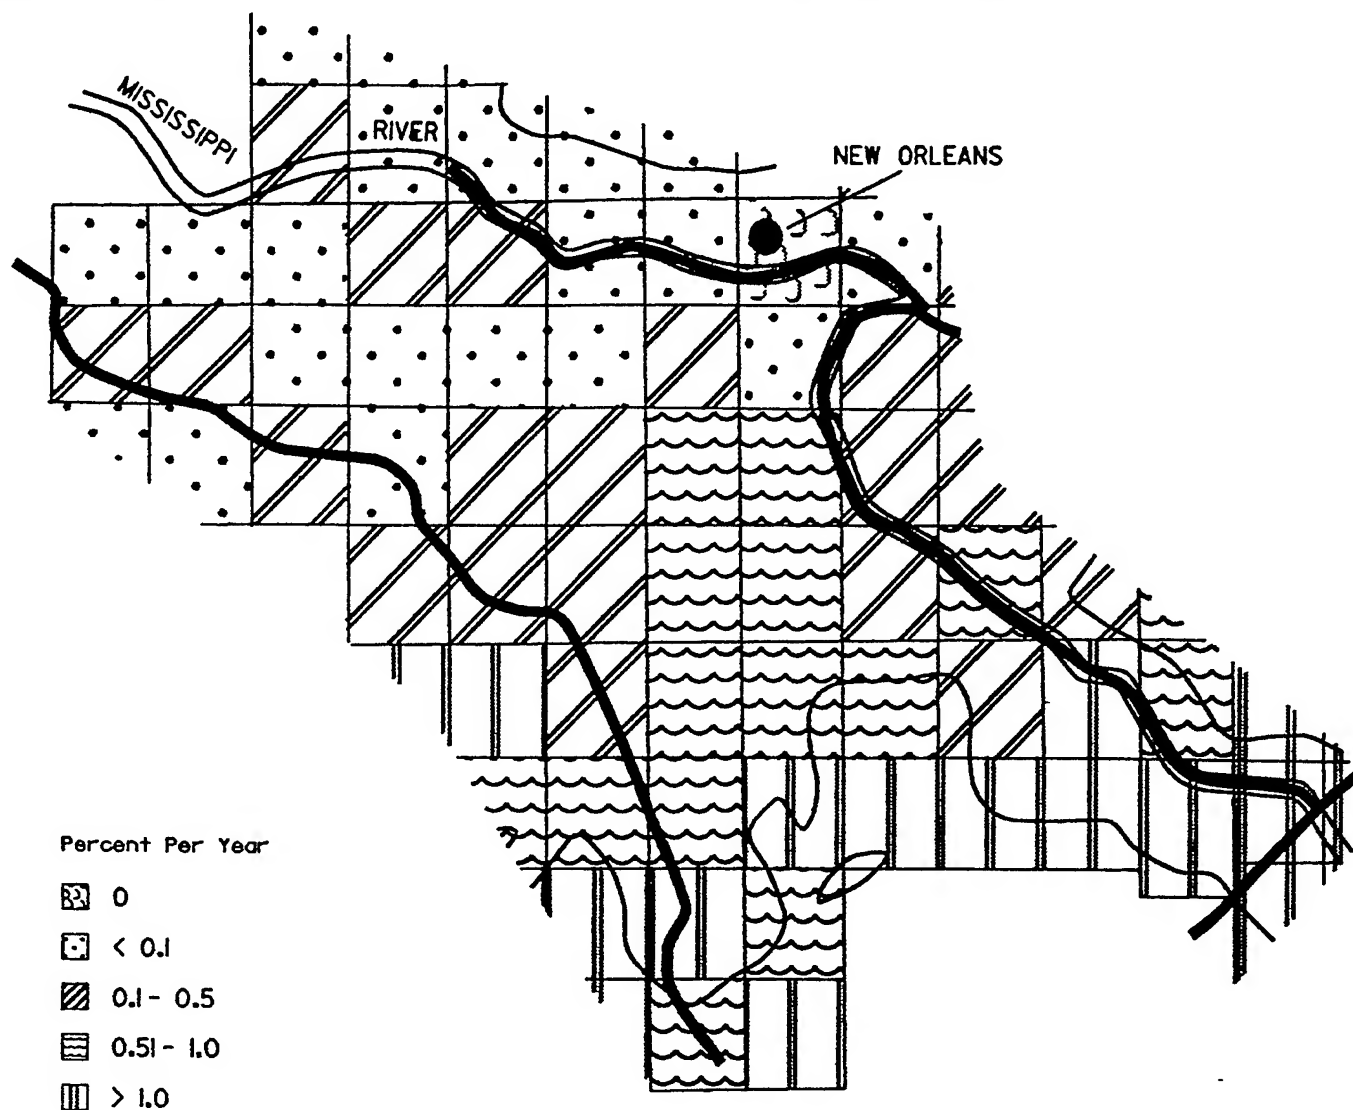 MISSISSIPPI
RIVER
NEW ORLEANS
Percent Per Year
0
< 0.1
0.1 - 0.5
0.51 - 1.0
> 1.0